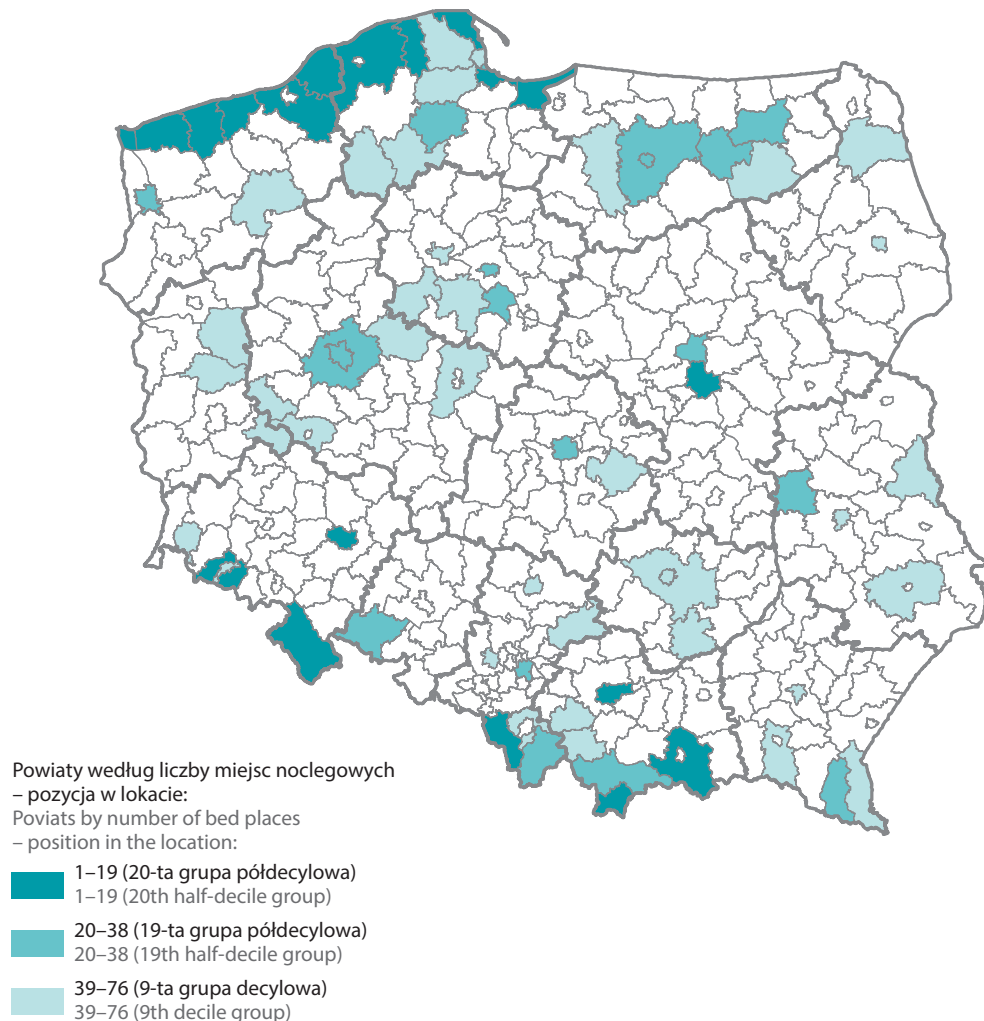 Powiaty według liczby miejsc noclegowych
– pozycja w lokacie:
Poviats by number of bed places
– position in the location:
1–19 (20-ta grupa półdecylowa)
1–19 (20th half-decile group)
20–38 (19-ta grupa półdecylowa)
20–38 (19th half-decile group)
39–76 (9-ta grupa decylowa)
39–76 (9th decile group)